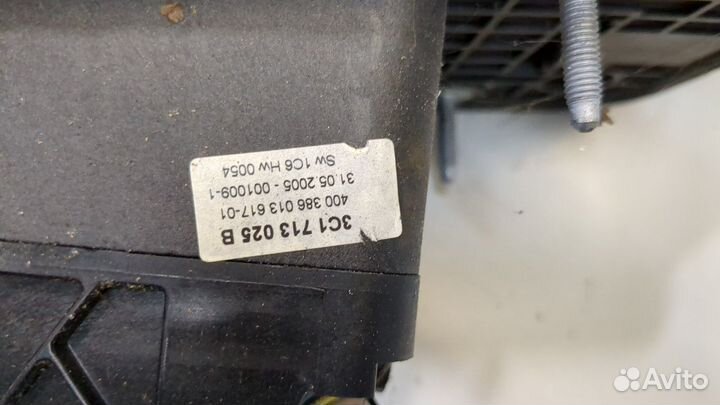 3C1 713 025 B
400 386 013 617-01
31.05.2005 - 001009-1
Sw 1C6 Hw 0054
Avito